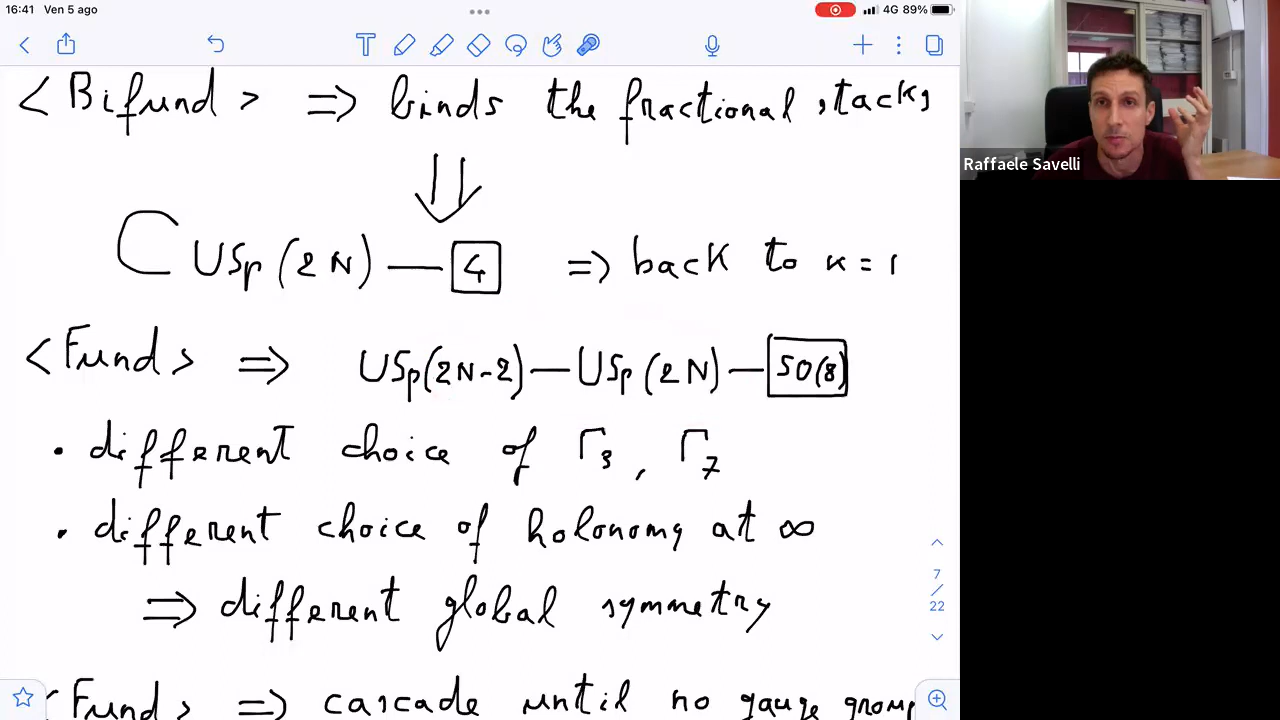 16:41 Ven 5 ago
4G 89%
< Bifund > ⇒ binds the fractional stacks
⇓
USp(2N) — 4 ⇒ back to k = 1
< Fund > ⇒ USp(2N-2) — USp(2N) — SO(8)
• different choice of Γ3, Γ7
• different choice of holonomy at ∞
⇒ different global symmetry
< Fund > ⇒ cascade until no gauge group
7 / 22
Raffaele Savelli